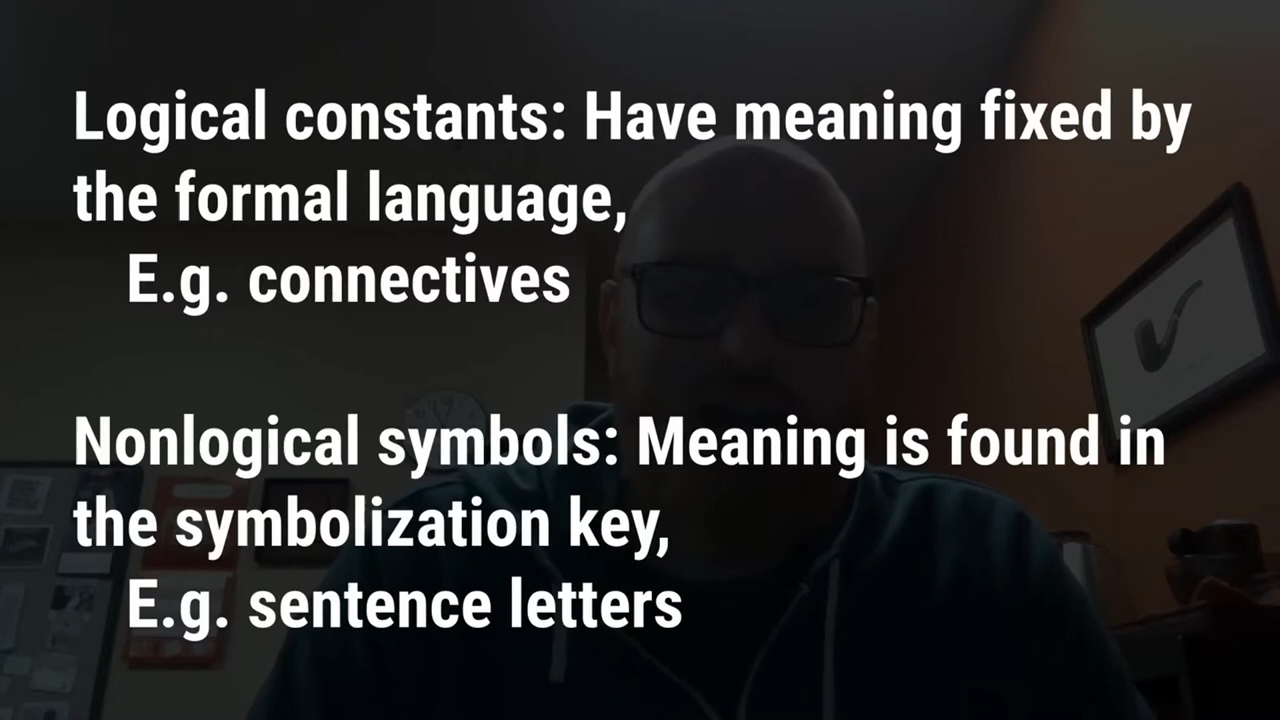 Logical constants: Have meaning fixed by
the formal language,
E.g. connectives
Nonlogical symbols: Meaning is found in
the symbolization key,
E.g. sentence letters